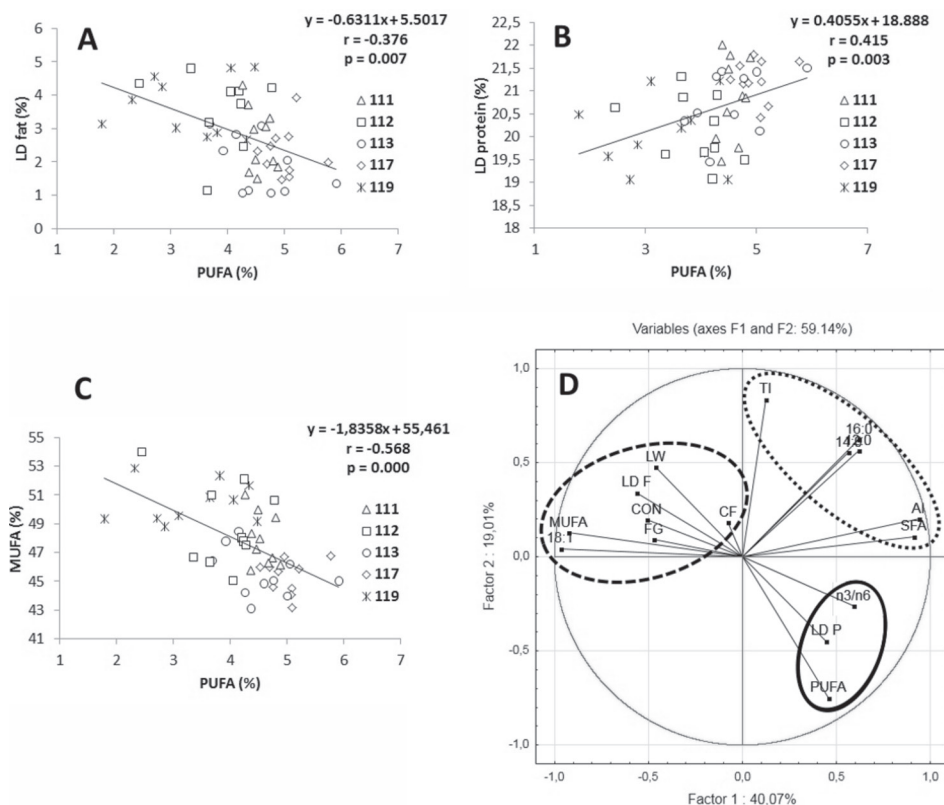 A
y = -0.6311x + 5.5017
r = -0.376
p = 0.007
LD fat (%)
6
5
4
3
2
1
0
111
112
113
117
119
1 2 3 4 5 6 7
PUFA (%)
B
y = 0.4055x + 18.888
r = 0.415
p = 0.003
LD protein (%)
22,5
22
21,5
21
20,5
20
19,5
19
18,5
18
111
112
113
117
119
1 3 5 7
PUFA (%)
C
y = -1,8358x + 55,461
r = -0.568
p = 0.000
MUFA (%)
55
53
51
49
47
45
43
41
111
112
113
117
119
1 2 3 4 5 6 7
PUFA (%)
Variables (axes F1 and F2: 59.14%)
D
Factor 2 : 19,01%
1,0
0,5
0,0
-0,5
-1,0
TI
16:0
LW
LD F
CON
CF
FG
MUFA
18:1
AI
SFA
n3/n6
LD P
PUFA
-1,0 -0,5 0,0 0,5 1,0
Factor 1 : 40.07%